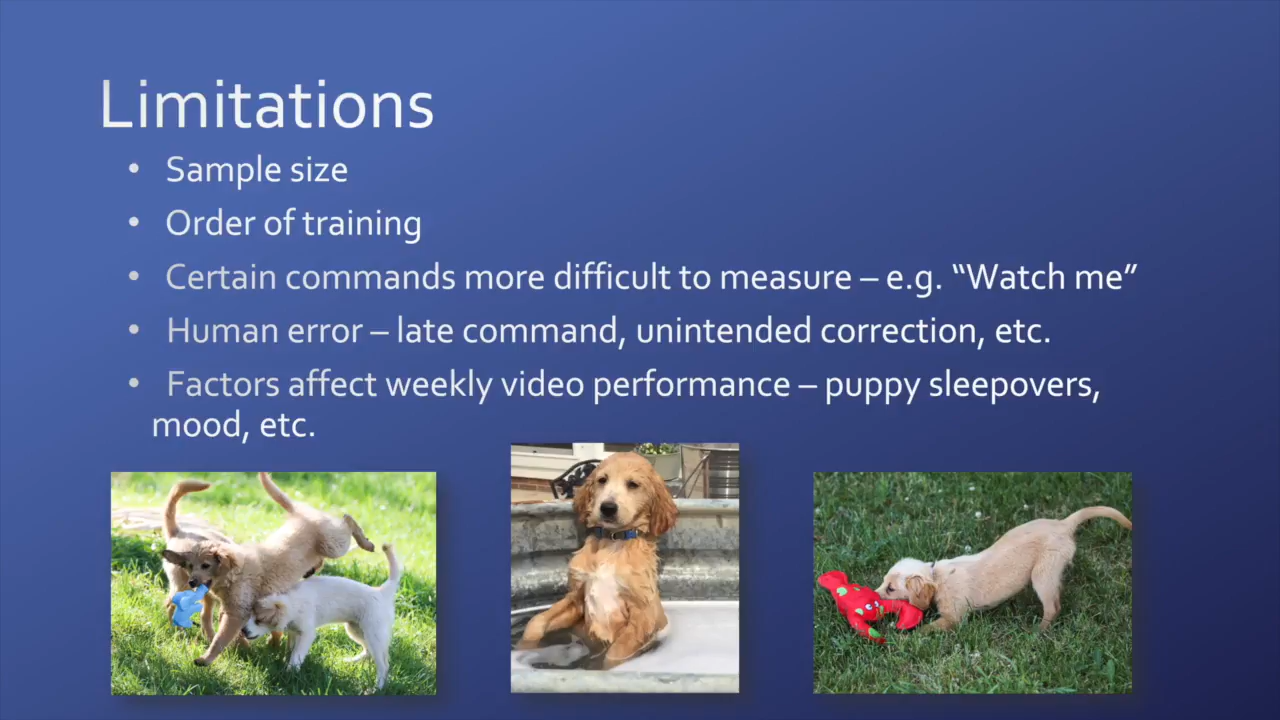 Limitations
• Sample size
• Order of training
• Certain commands more difficult to measure – e.g. “Watch me”
• Human error – late command, unintended correction, etc.
• Factors affect weekly video performance – puppy sleepovers,
mood, etc.